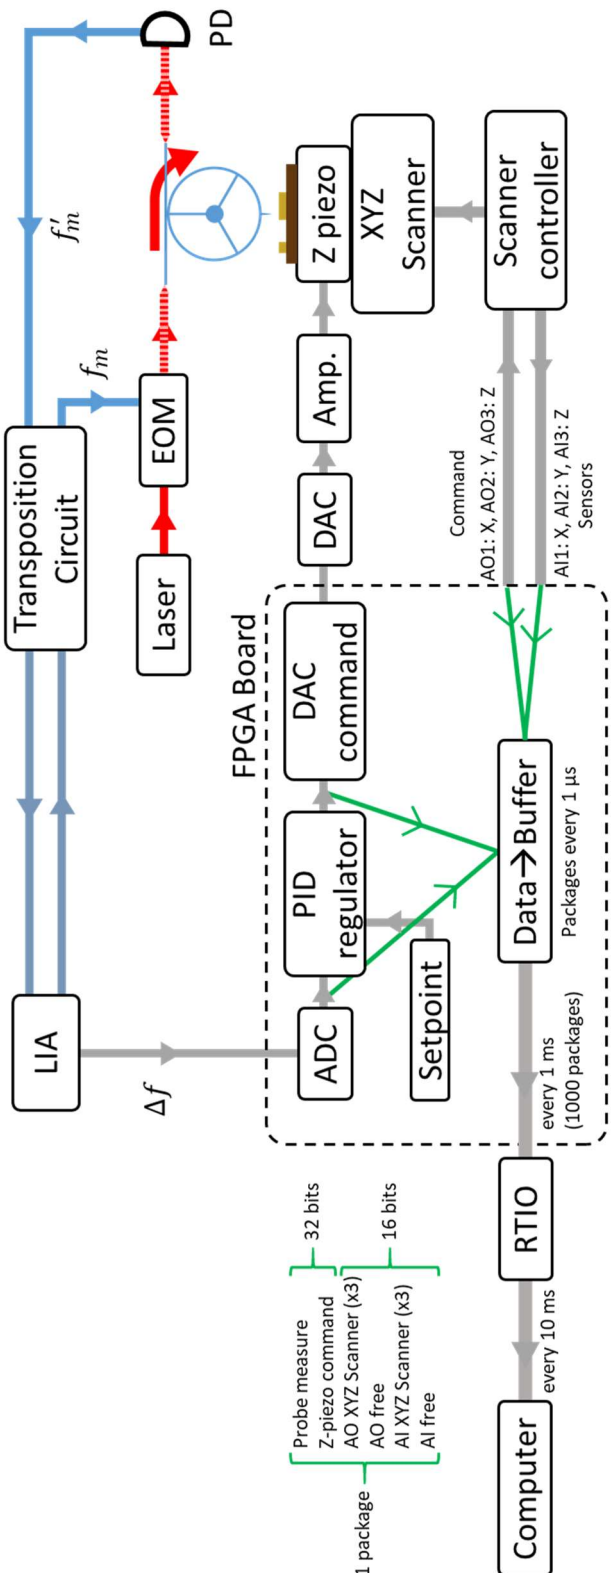 LIA
Transposition
Circuit
f′m
PD
fm
Laser
EOM
Δf
FPGA Board
ADC
PID
regulator
DAC
command
DAC
Amp.
Z piezo
XYZ
Scanner
Setpoint
Scanner
controller
Command
AO1: X, AO2: Y, AO3: Z
AI1: X, AI2: Y, AI3: Z
Sensors
1 package
Probe measure
Z-piezo command
AO XYZ Scanner (x3)
AO free
AI XYZ Scanner (x3)
AI free
32 bits
16 bits
Computer
every 10 ms
RTIO
every 1 ms
(1000 packages)
Data→Buffer
Packages every 1 µs